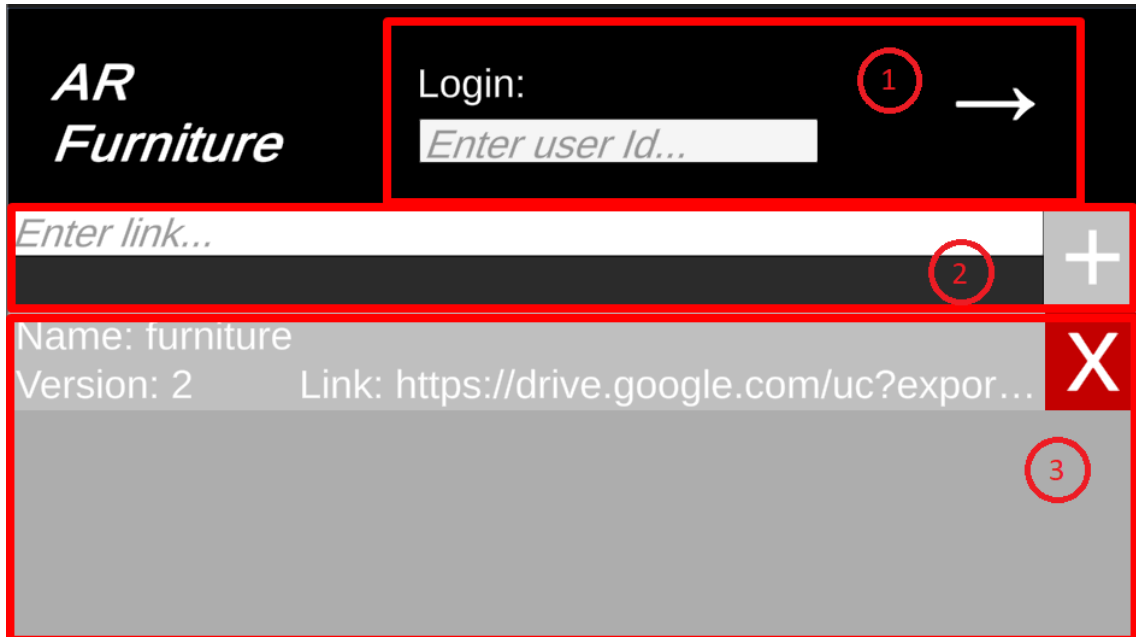 AR
Furniture
Login:
Enter user Id...
1
→
Enter link...
2
+
Name: furniture
Version: 2 Link: https://drive.google.com/uc?expor...
X
3